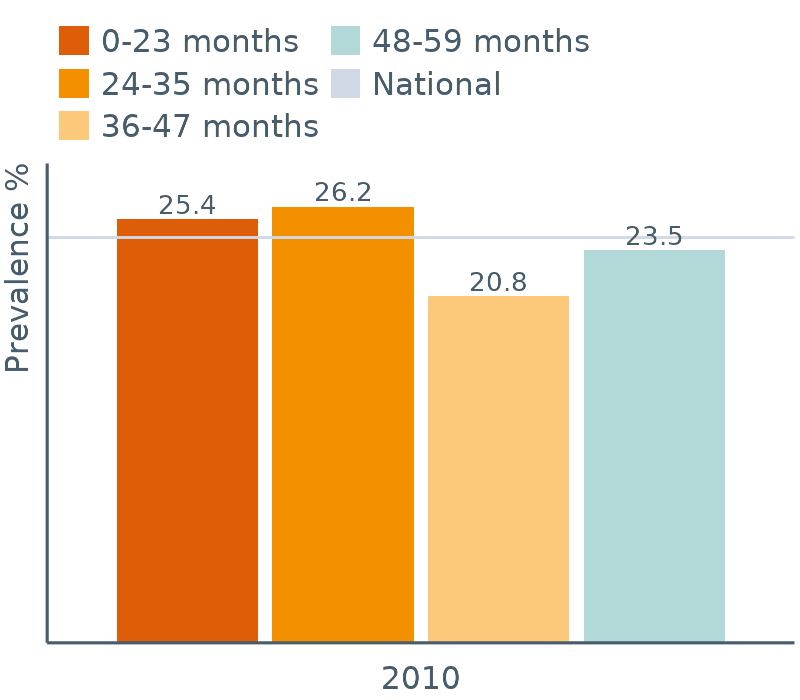 0-23 months
24-35 months
36-47 months
48-59 months
National
Prevalence %
25.4
26.2
20.8
23.5
2010